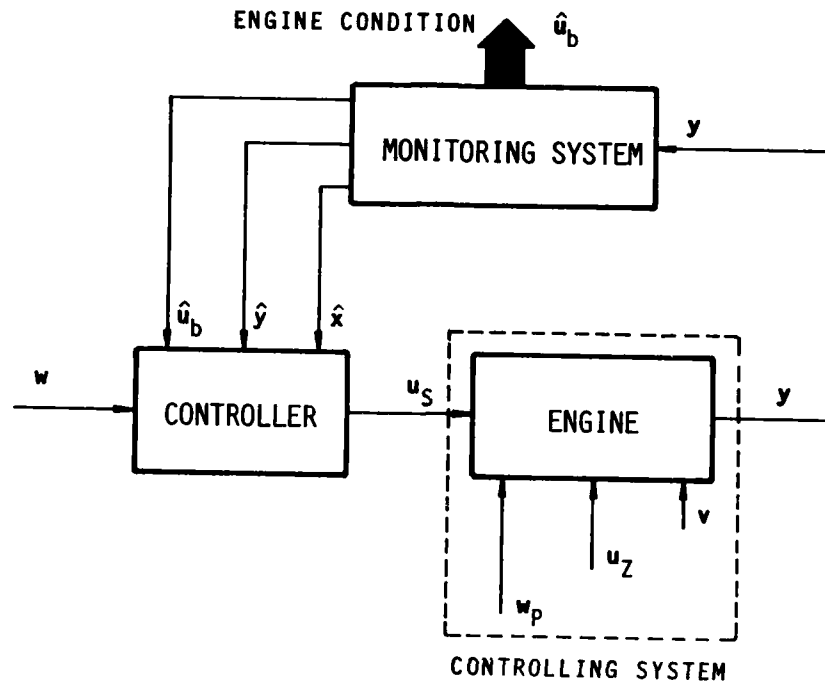 ENGINE CONDITION
û_b
MONITORING SYSTEM
y
û_b
ŷ
x̂
w
CONTROLLER
u_S
ENGINE
y
v
u_Z
w_P
CONTROLLING SYSTEM